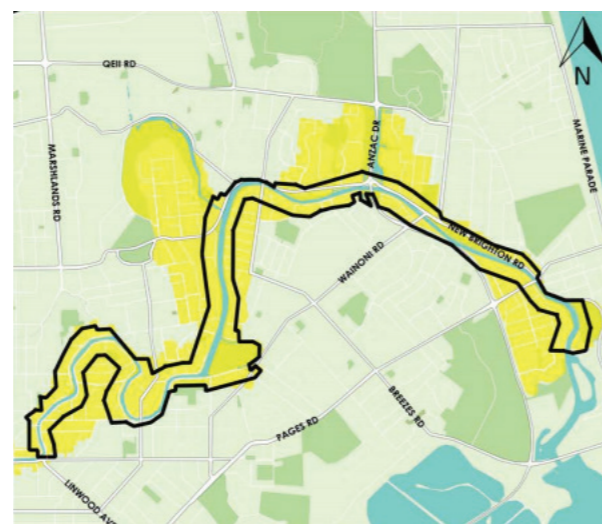 QEII RD
N
ANZAC DR
MARINE PARADE
MARSHLANDS RD
NEW BRIGHTON RD
WAINONI RD
BREEZES RD
PAGES RD
LINWOOD AVE